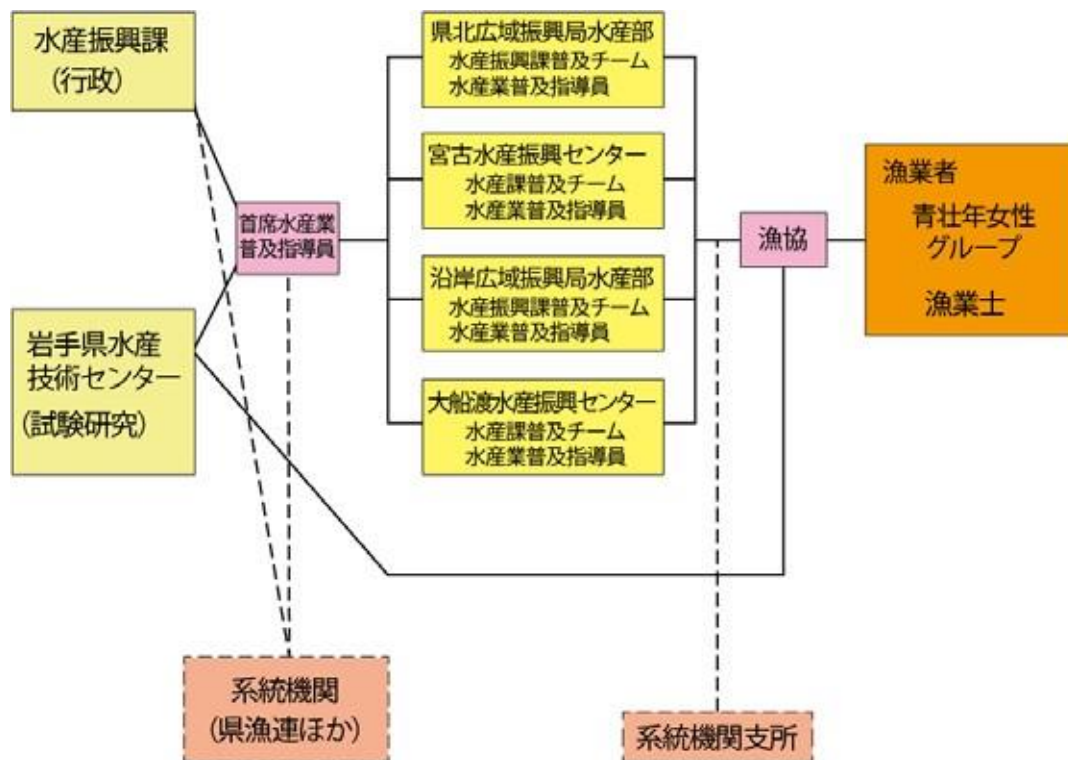 水産振興課
(行政)
岩手県水産
技術センター
(試験研究)
首席水産業
普及指導員
県北広域振興局水産部
水産振興課普及チーム
水産業普及指導員
宮古水産振興センター
水産課普及チーム
水産業普及指導員
沿岸広域振興局水産部
水産振興課普及チーム
水産業普及指導員
大船渡水産振興センター
水産課普及チーム
水産業普及指導員
漁協
漁業者
青壮年女性
グループ
漁業士
系統機関
(県漁連ほか)
系統機関支所